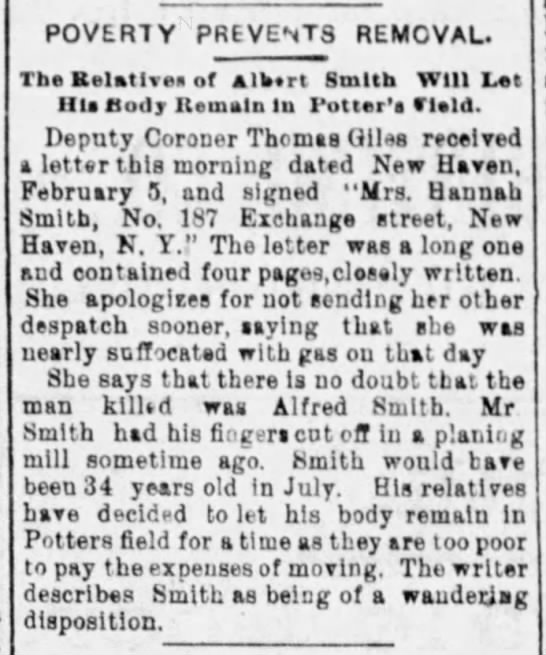 POVERTY PREVENTS REMOVAL.
The Relatives of Albert Smith Will Let
His Body Remain in Potter's Field.
Deputy Coroner Thomas Giles received
a letter this morning dated New Haven,
February 5, and signed "Mrs. Hannah
Smith, No. 187 Exchange street, New
Haven, N. Y." The letter was a long one
and contained four pages, closely written.
She apologizes for not sending her other
despatch sooner, saying that she was
nearly suffocated with gas on that day
She says that there is no doubt that the
man killed was Alfred Smith. Mr
Smith had his fingers cut off in a planing
mill sometime ago. Smith would have
been 34 years old in July. His relatives
have decided to let his body remain in
Potters field for a time as they are too poor
to pay the expenses of moving. The writer
describes Smith as being of a wandering
disposition.